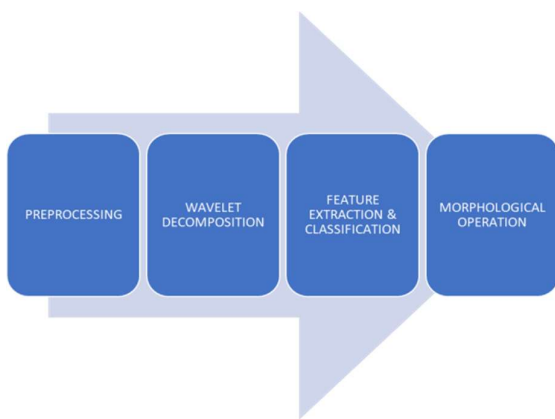 PREPROCESSING
WAVELET
DECOMPOSITION
FEATURE
EXTRACTION &
CLASSIFICATION
MORPHOLOGICAL
OPERATION